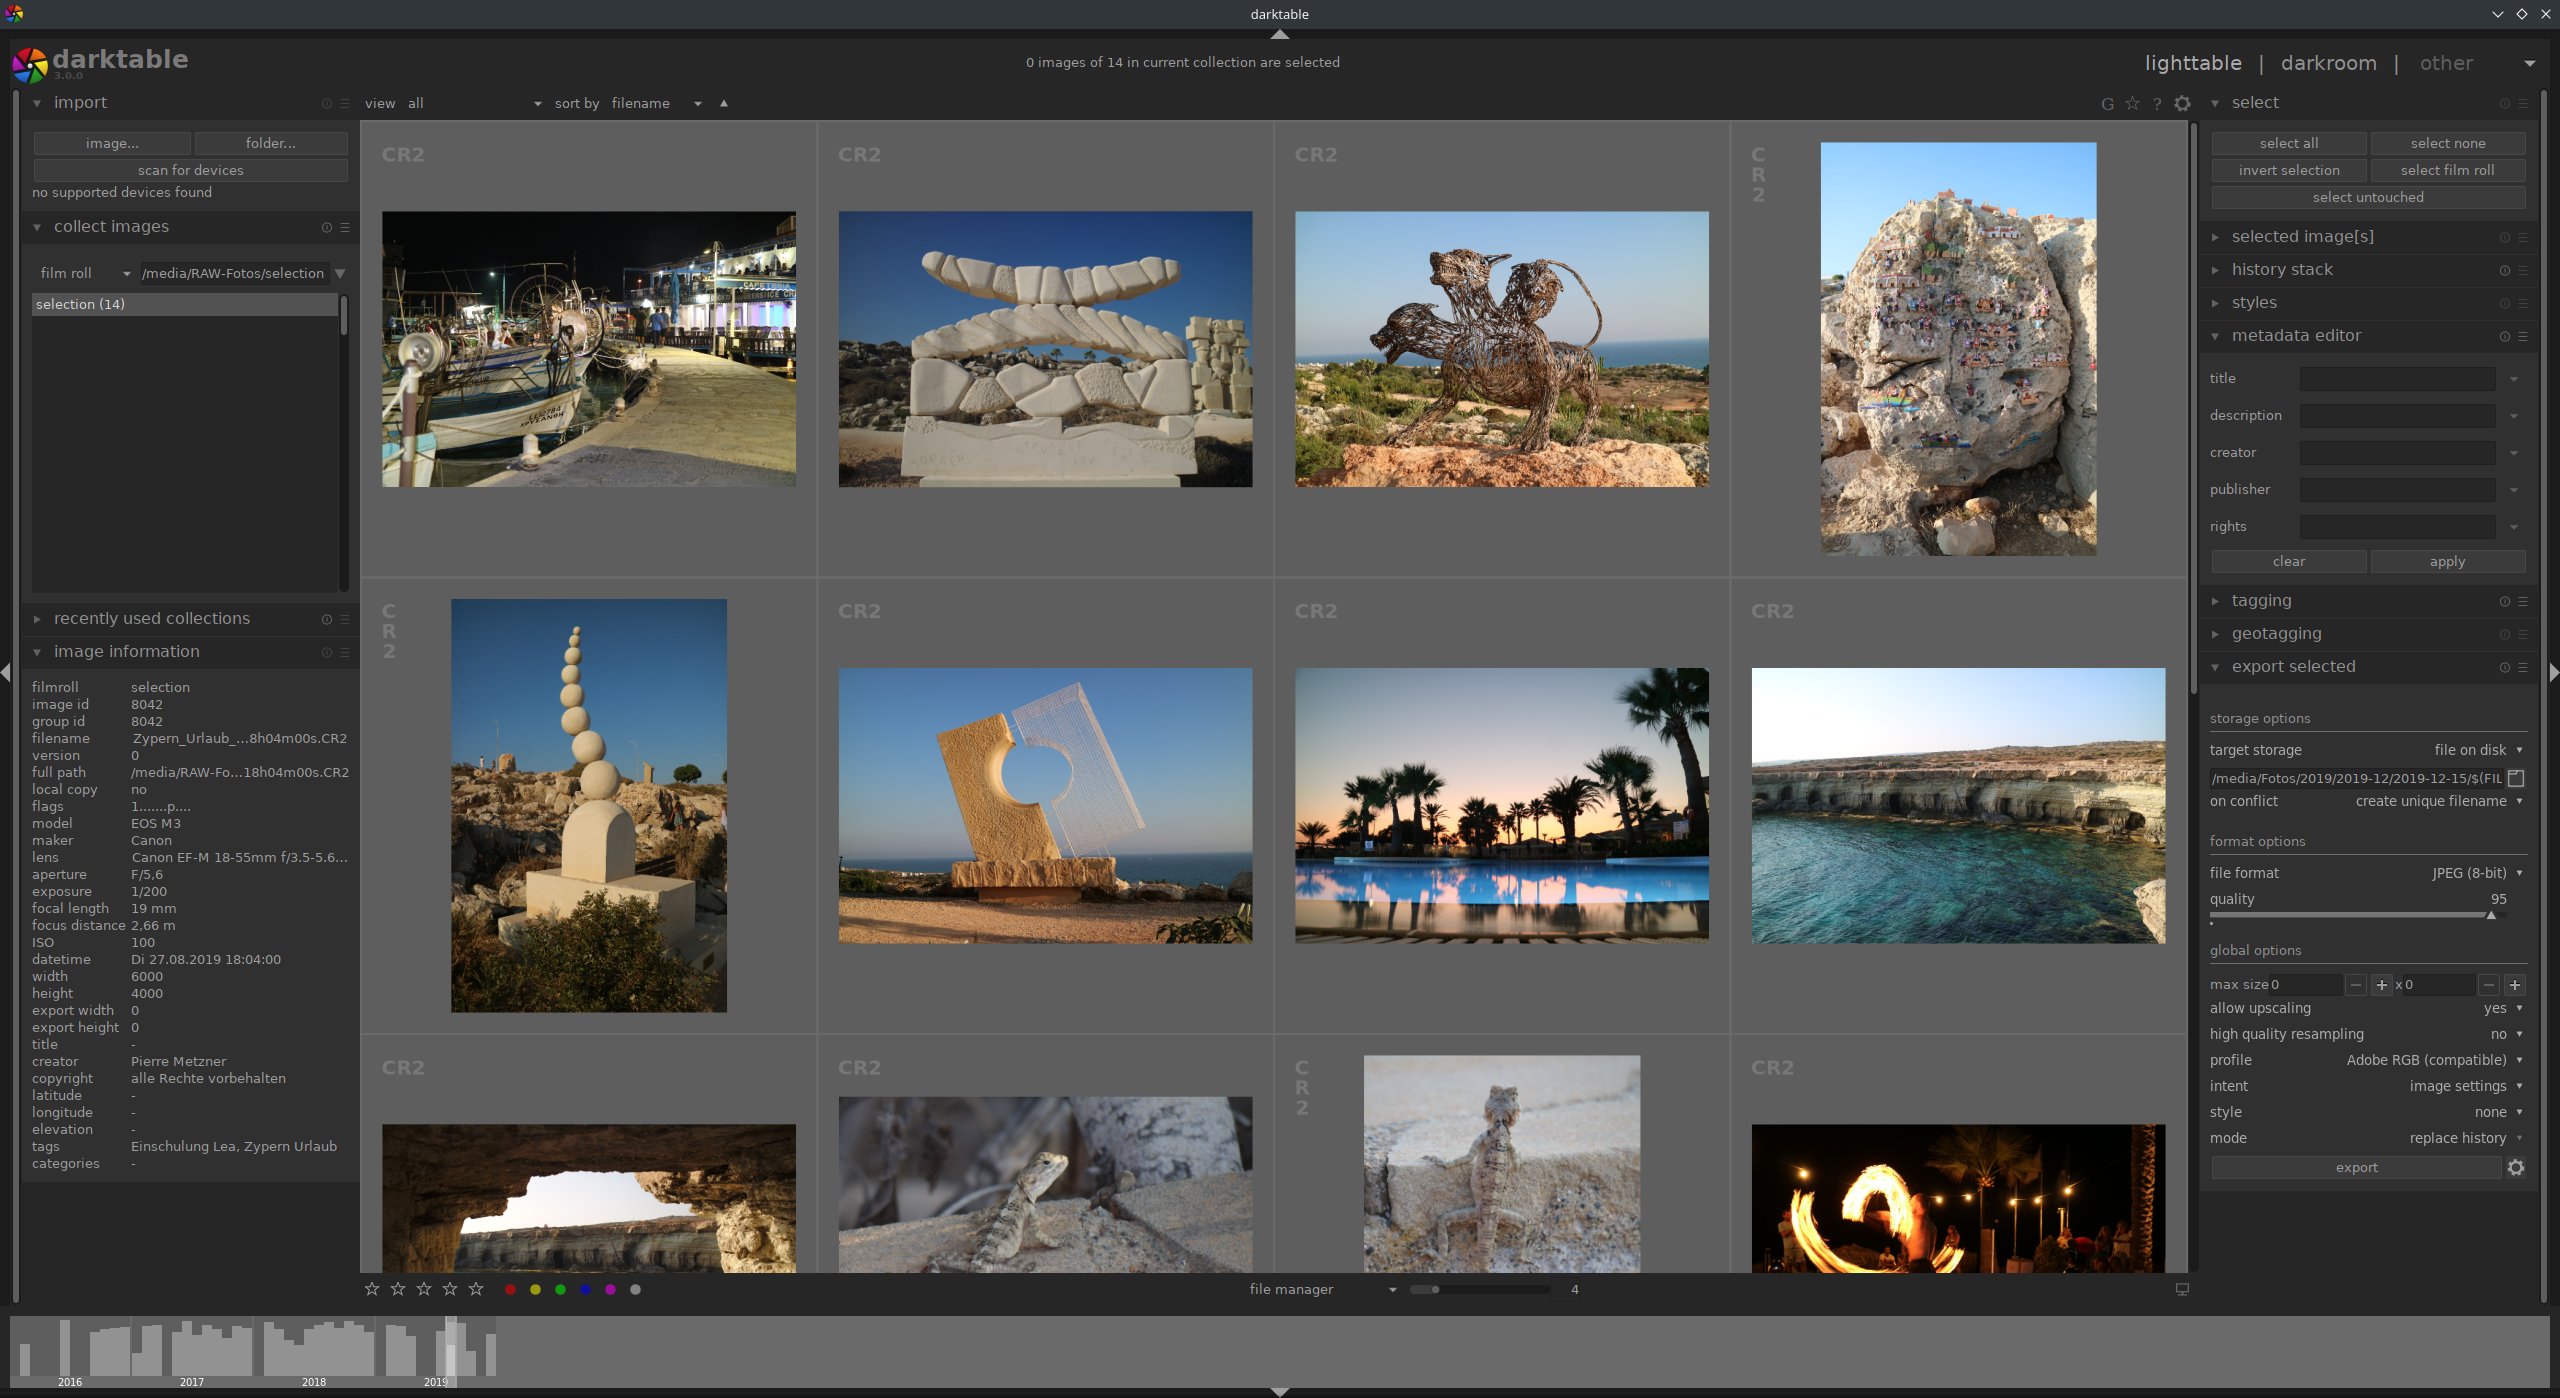 darktable
darktable
3.0.0
0 images of 14 in current collection are selected
lighttable | darkroom | other
import
image...
folder...
scan for devices
no supported devices found
collect images
film roll
/media/RAW-Fotos/selection
selection (14)
recently used collections
image information
filmroll selection
image id 8042
group id 8042
filename Zypern_Urlaub_...8h04m00s.CR2
version 0
full path /media/RAW-Fo...18h04m00s.CR2
local copy no
flags 1.......p....
model EOS M3
maker Canon
lens Canon EF-M 18-55mm f/3.5-5.6...
aperture F/5,6
exposure 1/200
focal length 19 mm
focus distance 2,66 m
ISO 100
datetime Di 27.08.2019 18:04:00
width 6000
height 4000
export width 0
export height 0
title -
creator Pierre Metzner
copyright alle Rechte vorbehalten
latitude -
longitude -
elevation -
tags Einschulung Lea, Zypern Urlaub
categories -
view all
sort by filename
G ?
CR2
CR2
CR2
CR2
CR2
CR2
CR2
CR2
CR2
CR2
CR2
CR2
file manager
4
select
select all
select none
invert selection
select film roll
select untouched
selected image[s]
history stack
styles
metadata editor
title
description
creator
publisher
rights
clear
apply
tagging
geotagging
export selected
storage options
target storage file on disk
/media/Fotos/2019/2019-12/2019-12-15/$(FIL
on conflict create unique filename
format options
file format JPEG (8-bit)
quality 95
global options
max size 0 x 0
allow upscaling yes
high quality resampling no
profile Adobe RGB (compatible)
intent image settings
style none
mode replace history
export
2016
2017
2018
2019